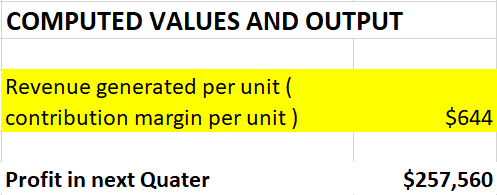 COMPUTED VALUES AND OUTPUT
Revenue generated per unit (
contribution margin per unit ) $644
Profit in next Quater $257,560